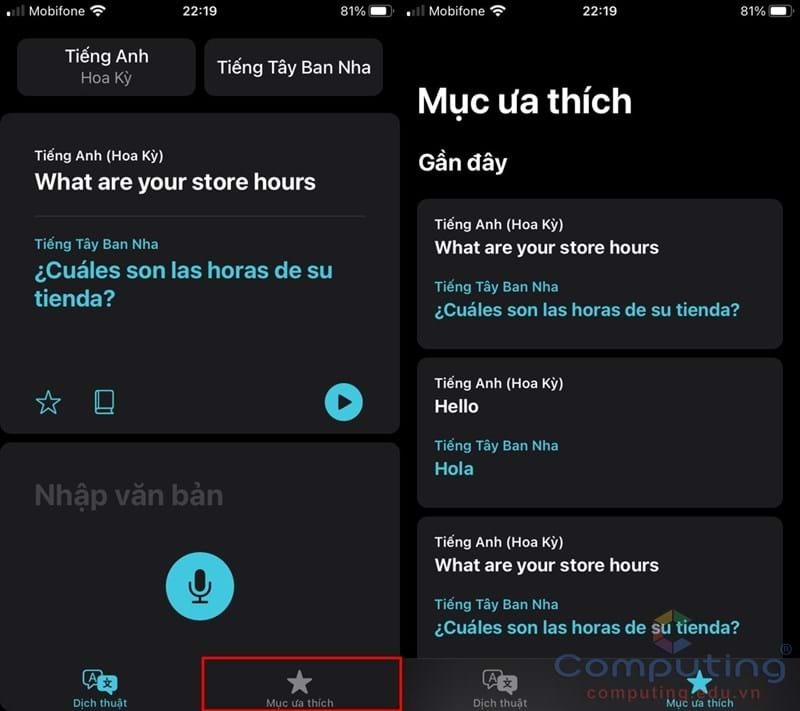 Mobifone 22:19 81%
Tiếng Anh
Hoa Kỳ
Tiếng Tây Ban Nha
Tiếng Anh (Hoa Kỳ)
What are your store hours
Tiếng Tây Ban Nha
¿Cuáles son las horas de su
tienda?
Nhập văn bản
Dịch thuật
Mục ưa thích
Mobifone 22:19 81%
Mục ưa thích
Gần đây
Tiếng Anh (Hoa Kỳ)
What are your store hours
Tiếng Tây Ban Nha
¿Cuáles son las horas de su tienda?
Tiếng Anh (Hoa Kỳ)
Hello
Tiếng Tây Ban Nha
Hola
Tiếng Anh (Hoa Kỳ)
What are your store hours
Tiếng Tây Ban Nha
¿Cuáles son las horas de su tienda?
Computing®
computing.edu.vn
Dịch thuật
Mục ưa thích